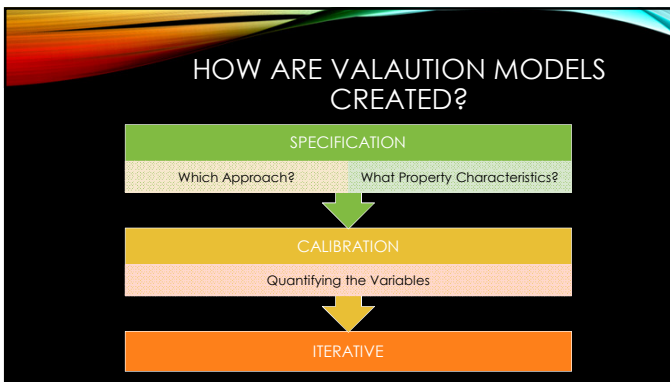 HOW ARE VALAUTION MODELS
CREATED?
SPECIFICATION
Which Approach?
What Property Characteristics?
CALIBRATION
Quantifying the Variables
ITERATIVE